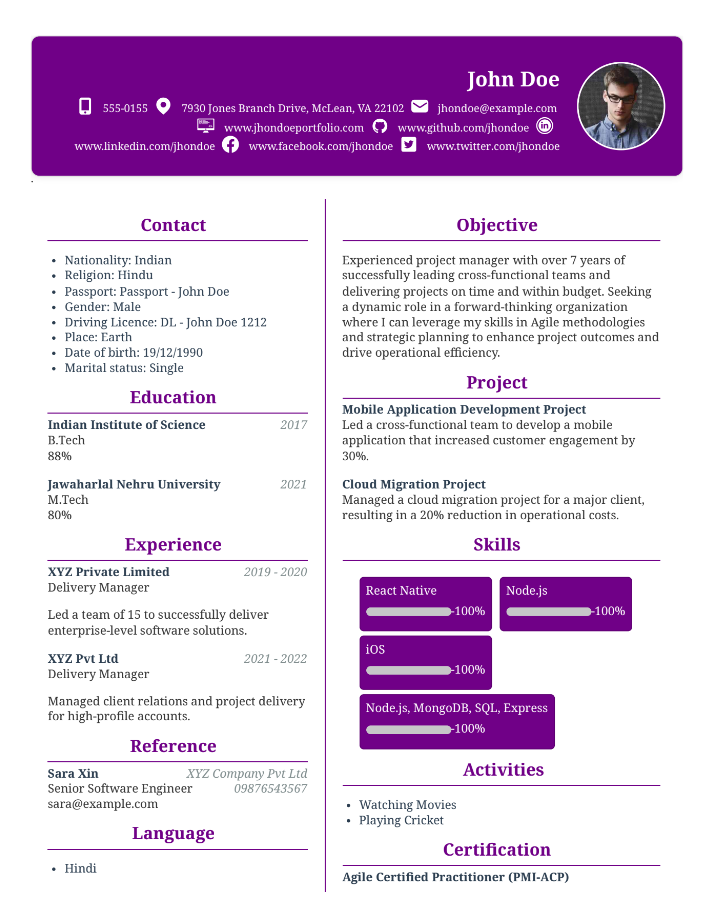 John Doe
555-0155 7930 Jones Branch Drive, McLean, VA 22102 jhondoe@example.com
www.jhondoeportfolio.com www.github.com/jhondoe
www.linkedin.com/jhondoe www.facebook.com/jhondoe www.twitter.com/jhondoe
Contact
• Nationality: Indian
• Religion: Hindu
• Passport: Passport - John Doe
• Gender: Male
• Driving Licence: DL - John Doe 1212
• Place: Earth
• Date of birth: 19/12/1990
• Marital status: Single
Education
Indian Institute of Science 2017
B.Tech
88%
Jawaharlal Nehru University 2021
M.Tech
80%
Experience
XYZ Private Limited 2019 - 2020
Delivery Manager
Led a team of 15 to successfully deliver
enterprise-level software solutions.
XYZ Pvt Ltd 2021 - 2022
Delivery Manager
Managed client relations and project delivery
for high-profile accounts.
Reference
Sara Xin XYZ Company Pvt Ltd
Senior Software Engineer 09876543567
sara@example.com
Language
• Hindi
Objective
Experienced project manager with over 7 years of
successfully leading cross-functional teams and
delivering projects on time and within budget. Seeking
a dynamic role in a forward-thinking organization
where I can leverage my skills in Agile methodologies
and strategic planning to enhance project outcomes and
drive operational efficiency.
Project
Mobile Application Development Project
Led a cross-functional team to develop a mobile
application that increased customer engagement by
30%.
Cloud Migration Project
Managed a cloud migration project for a major client,
resulting in a 20% reduction in operational costs.
Skills
React Native
-100%
Node.js
-100%
iOS
-100%
Node.js, MongoDB, SQL, Express
-100%
Activities
• Watching Movies
• Playing Cricket
Certification
Agile Certified Practitioner (PMI-ACP)